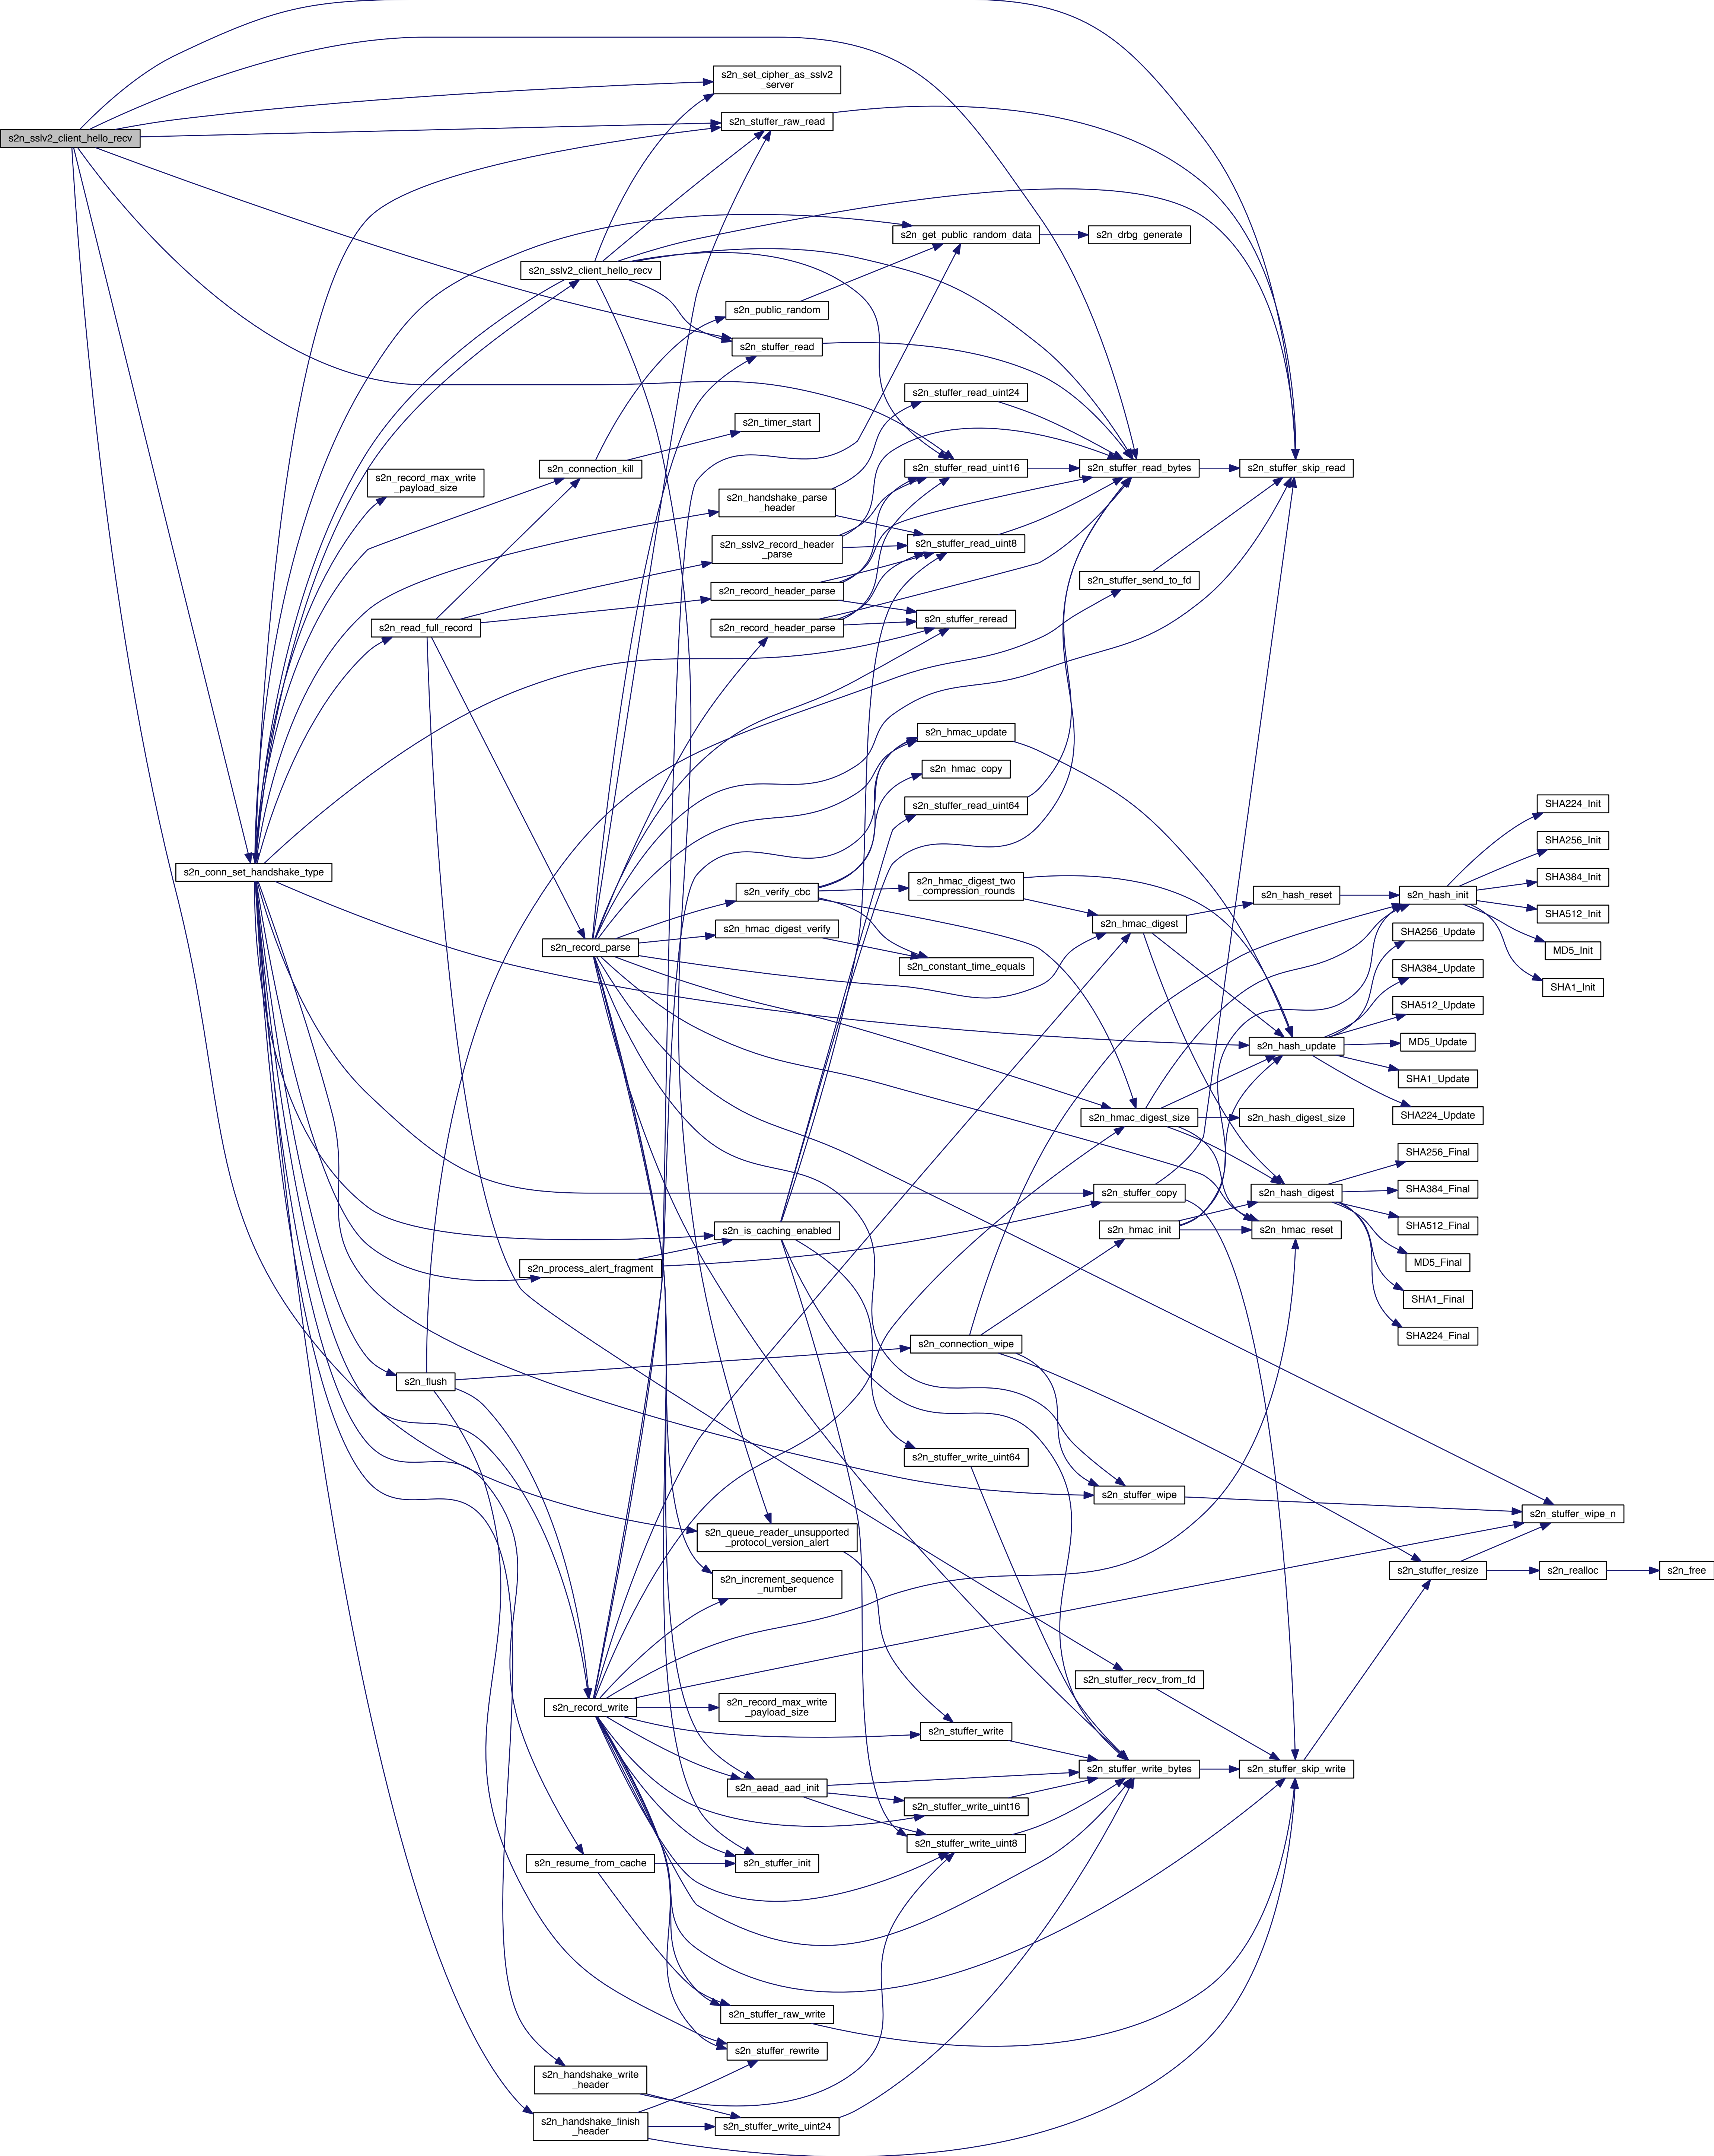 s2n_set_cipher_as_sslv2
_server
s2n_stuffer_raw_read
s2n_sslv2_client_hello_recv
s2n_get_public_random_data
s2n_drbg_generate
s2n_sslv2_client_hello_recv
s2n_public_random
s2n_stuffer_read
s2n_stuffer_read_uint24
s2n_timer_start
s2n_connection_kill
s2n_stuffer_read_uint16
s2n_stuffer_read_bytes
s2n_stuffer_skip_read
s2n_record_max_write
_payload_size
s2n_handshake_parse
_header
s2n_sslv2_record_header
_parse
s2n_stuffer_read_uint8
s2n_stuffer_send_to_fd
s2n_record_header_parse
s2n_stuffer_reread
s2n_read_full_record
s2n_record_header_parse
s2n_hmac_update
s2n_hmac_copy
s2n_stuffer_read_uint64
SHA224_Init
SHA256_Init
s2n_conn_set_handshake_type
SHA384_Init
s2n_verify_cbc
s2n_hmac_digest_two
_compression_rounds
s2n_hash_reset
s2n_hash_init
SHA512_Init
s2n_hmac_digest
s2n_hmac_digest_verify
SHA256_Update
s2n_record_parse
MD5_Init
s2n_constant_time_equals
SHA384_Update
SHA1_Init
SHA512_Update
s2n_hash_update
MD5_Update
SHA1_Update
SHA224_Update
s2n_hmac_digest_size
s2n_hash_digest_size
SHA256_Final
s2n_stuffer_copy
s2n_hash_digest
SHA384_Final
SHA512_Final
s2n_is_caching_enabled
s2n_hmac_init
s2n_hmac_reset
MD5_Final
s2n_process_alert_fragment
SHA1_Final
SHA224_Final
s2n_connection_wipe
s2n_flush
s2n_stuffer_write_uint64
s2n_stuffer_wipe
s2n_stuffer_wipe_n
s2n_queue_reader_unsupported
_protocol_version_alert
s2n_stuffer_resize
s2n_realloc
s2n_free
s2n_increment_sequence
_number
s2n_stuffer_recv_from_fd
s2n_record_write
s2n_record_max_write
_payload_size
s2n_stuffer_write
s2n_stuffer_write_bytes
s2n_stuffer_skip_write
s2n_aead_aad_init
s2n_stuffer_write_uint16
s2n_stuffer_write_uint8
s2n_resume_from_cache
s2n_stuffer_init
s2n_stuffer_raw_write
s2n_stuffer_rewrite
s2n_handshake_write
_header
s2n_handshake_finish
_header
s2n_stuffer_write_uint24